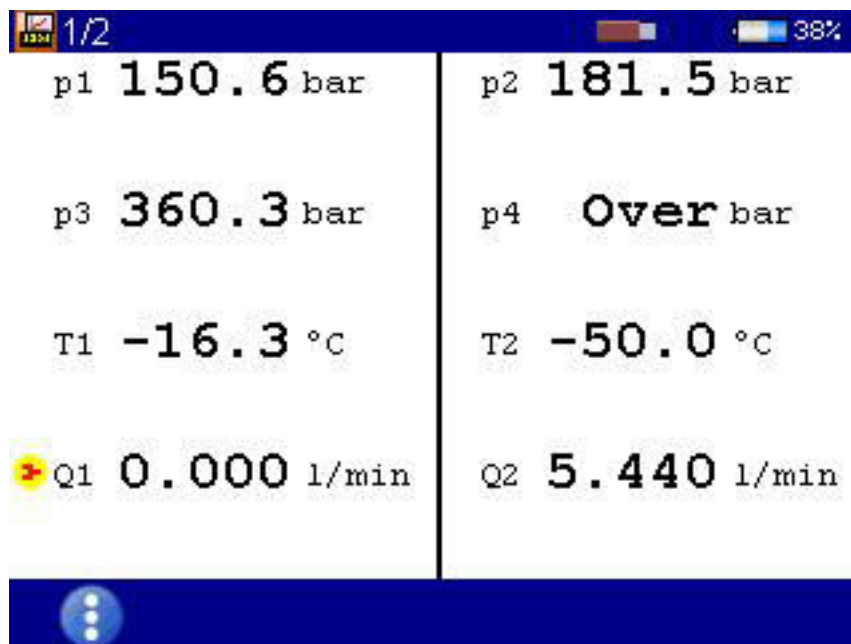 1/2 38%
p1 150.6 bar p2 181.5 bar
p3 360.3 bar p4 Over bar
T1 -16.3 °C T2 -50.0 °C
Q1 0.000 l/min Q2 5.440 l/min